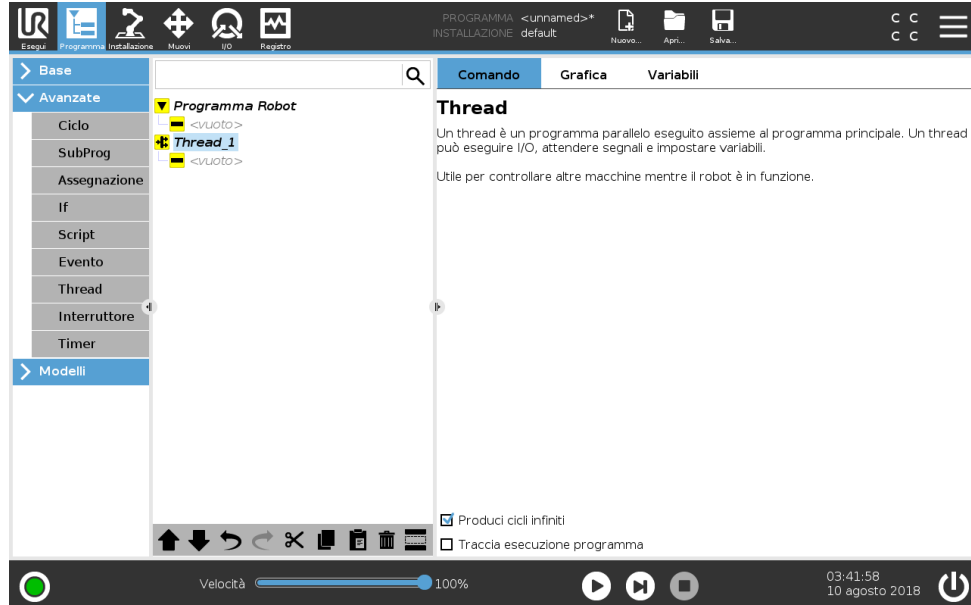 PROGRAMMA <unnamed>*
INSTALLAZIONE default
Esegui
Programma
Installazione
Muovi
I/O
Registro
Nuovo...
Apri...
Salva...
C C
C C
Base
Avanzate
Ciclo
SubProg
Assegnazione
If
Script
Evento
Thread
Interruttore
Timer
Modelli
Programma Robot
<vuoto>
Thread_1
<vuoto>
Comando
Grafica
Variabili
Thread
Un thread è un programma parallelo eseguito assieme al programma principale. Un thread
può eseguire I/O, attendere segnali e impostare variabili.
Utile per controllare altre macchine mentre il robot è in funzione.
Produci cicli infiniti
Traccia esecuzione programma
Velocità
100%
03:41:58
10 agosto 2018